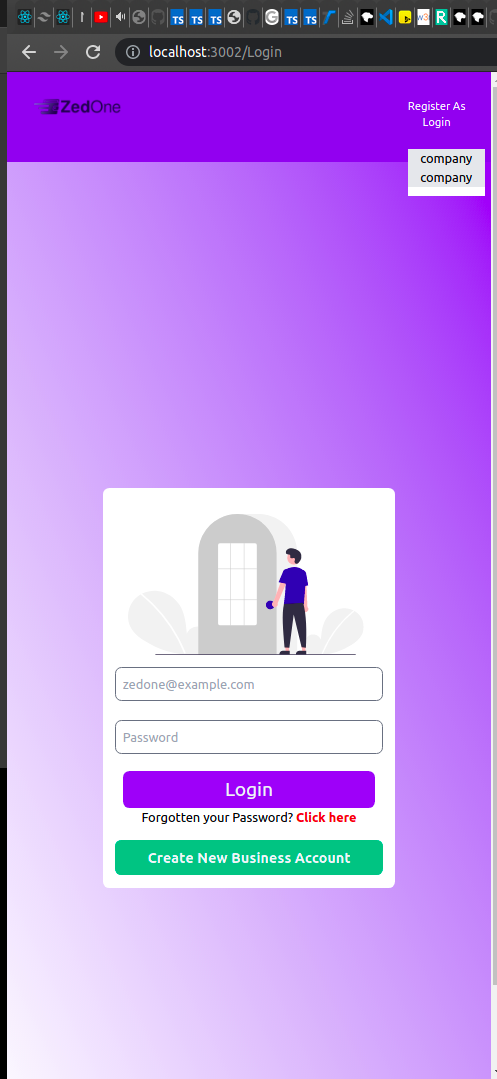 TS TS TS G TS TS w3 R
localhost:3002/Login
ZedOne
Register As
Login
company
company
zedone@example.com
Password
Login
Forgotten your Password? Click here
Create New Business Account